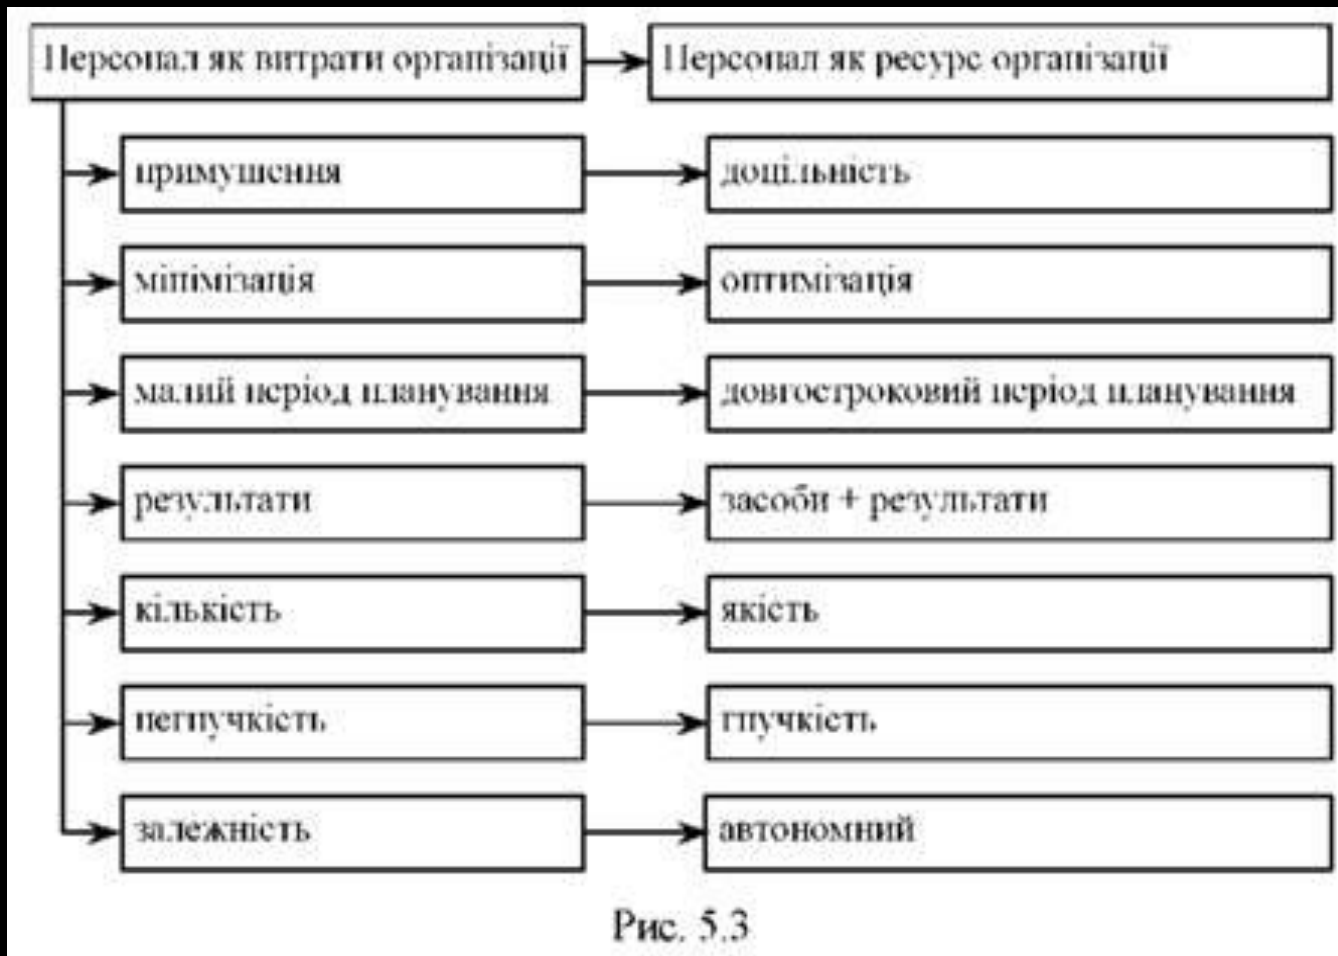 Персонал як витрати організації
Персонал як ресурс організації
примушення
доцільність
мінімізація
оптимізація
малий період планування
довгостроковий період планування
результати
засоби + результати
кількість
якість
негнучкість
гнучкість
залежність
автономний
Рис. 5.3